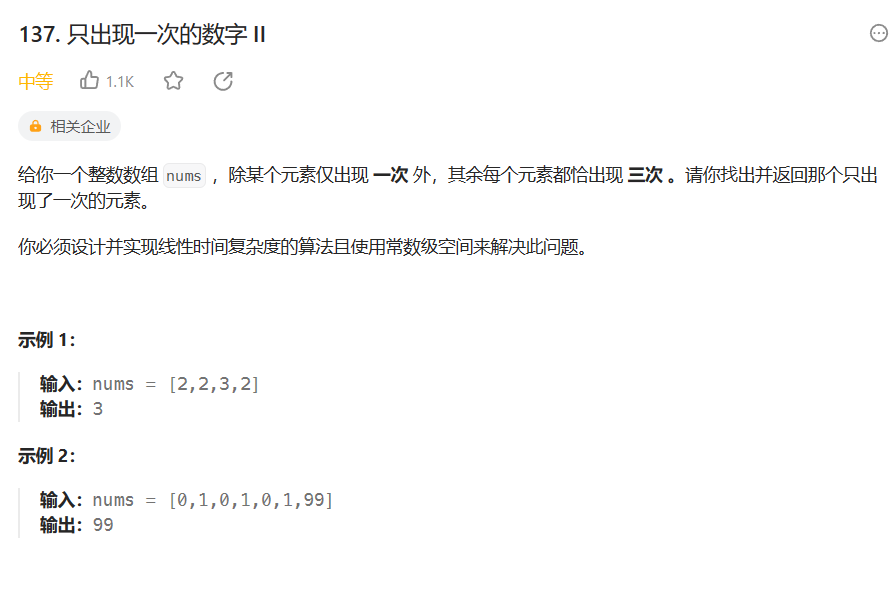 137. 只出现一次的数字 II
中等 1.1K
相关企业
给你一个整数数组 nums ，除某个元素仅出现 一次 外，其余每个元素都恰出现 三次 。请你找出并返回那个只出
现了一次的元素。
你必须设计并实现线性时间复杂度的算法且使用常数级空间来解决此问题。
示例 1：
输入：nums = [2,2,3,2]
输出：3
示例 2：
输入：nums = [0,1,0,1,0,1,99]
输出：99